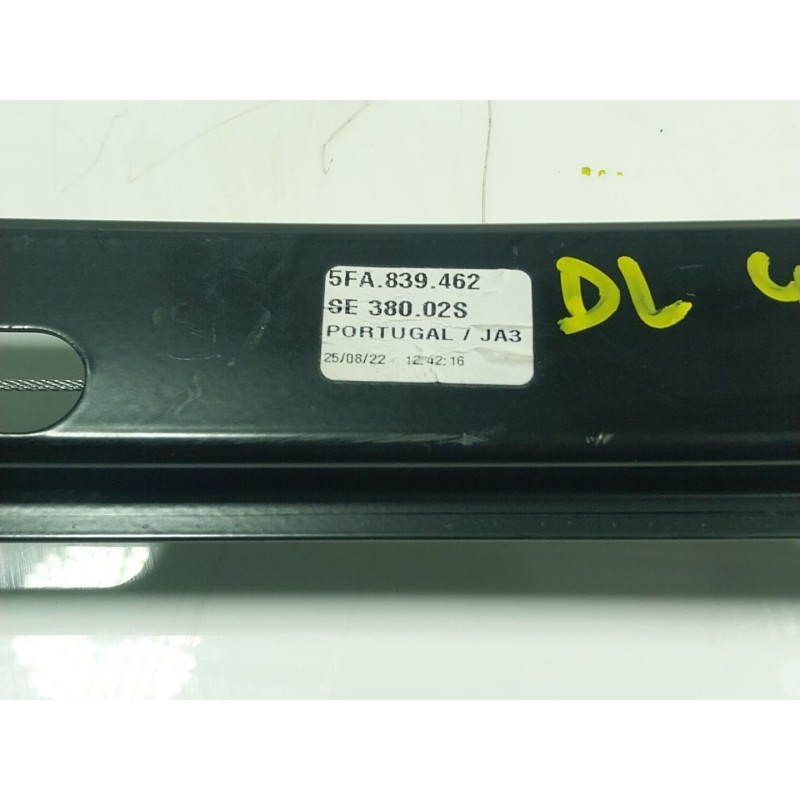 5FA.839.462
SE 380.02S
PORTUGAL / JA3
25/08/22 12:42:16
DL